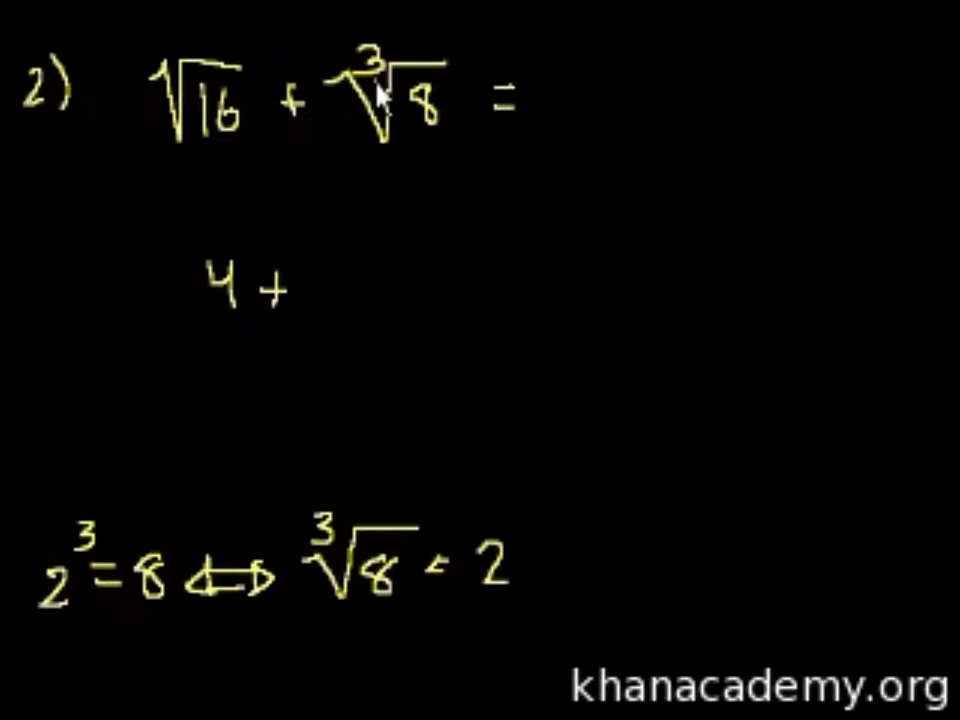 2) √16 + ∛8 =
4 +
2³ = 8 ⟺ ∛8 = 2
khanacademy.org